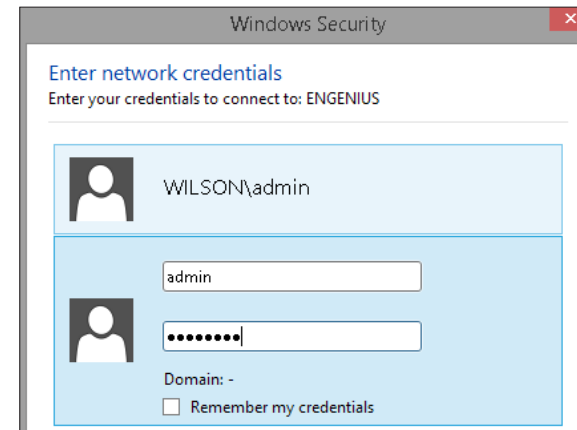 Windows Security
Enter network credentials
Enter your credentials to connect to: ENGENIUS
WILSON\admin
admin
••••••••
Domain: -
Remember my credentials